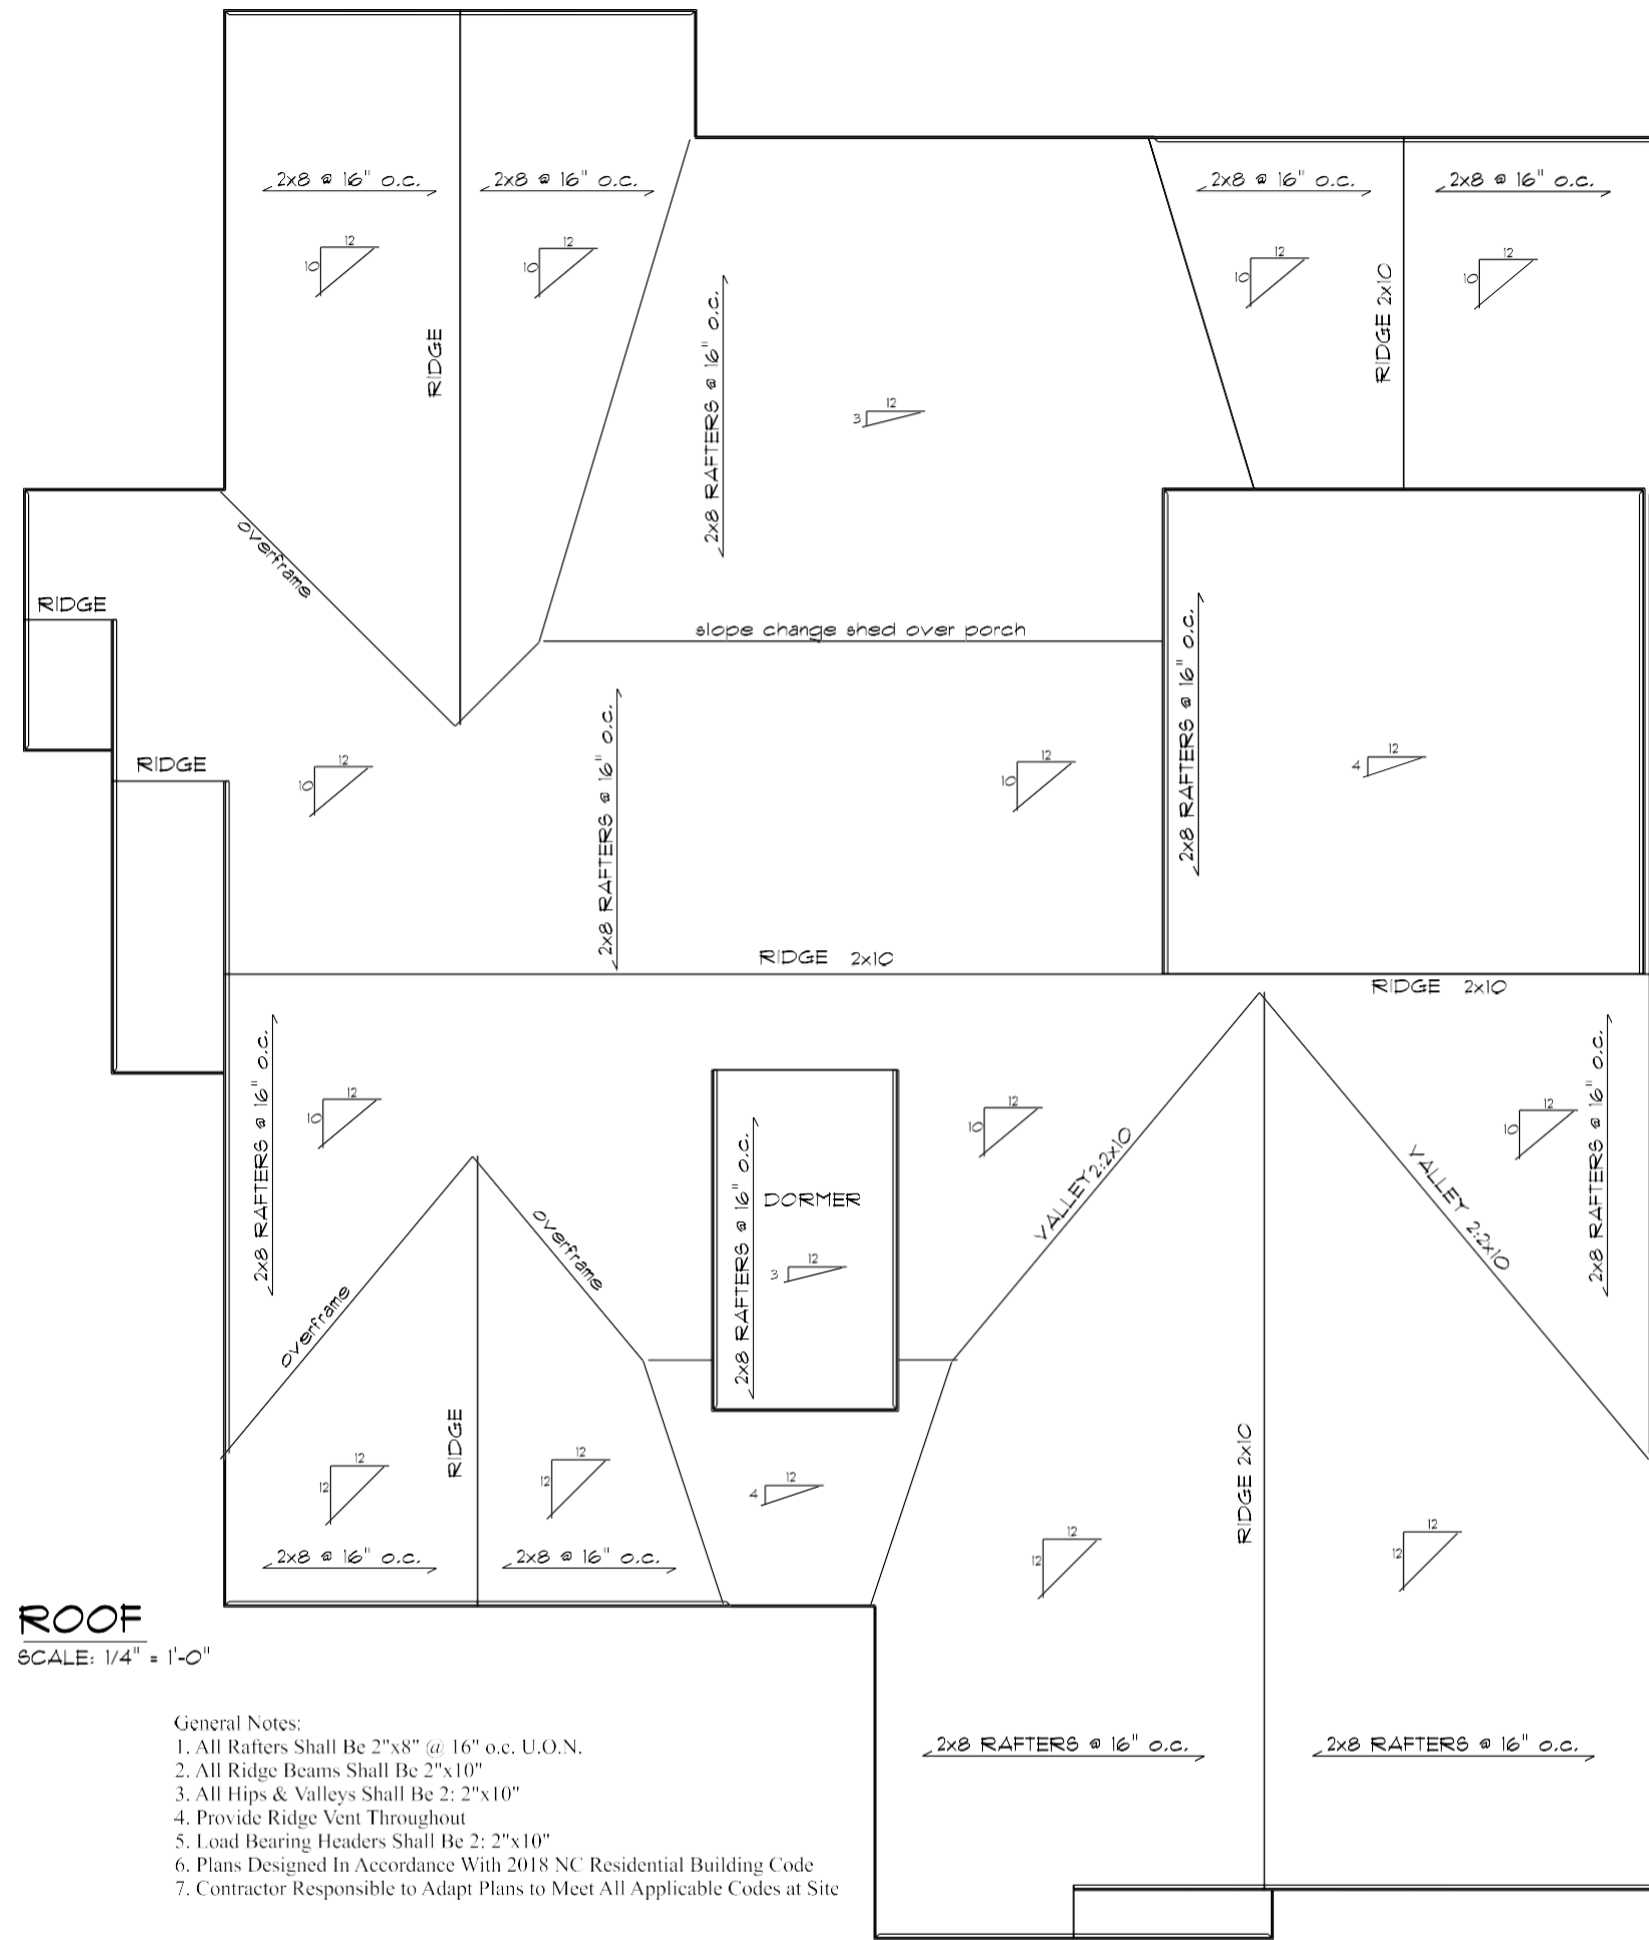 2x8 @ 16" o.c.
2x8 @ 16" o.c.
2x8 @ 16" o.c.
2x8 @ 16" o.c.
12
10
12
10
12
10
12
10
RIDGE
2x8 RAFTERS @ 16" o.c.
12
3
RIDGE 2x10
overframe
RIDGE
slope change shed over porch
2x8 RAFTERS @ 16" o.c.
RIDGE
12
10
2x8 RAFTERS @ 16" o.c.
12
10
12
4
RIDGE 2x10
RIDGE 2x10
2x8 RAFTERS @ 16" o.c.
12
10
12
10
12
10
2x8 RAFTERS @ 16" o.c.
VALLEY 2:2x10
VALLEY 2:2x10
2x8 RAFTERS @ 16" o.c.
DORMER
12
3
overframe
overframe
RIDGE
12
12
12
12
12
4
RIDGE 2x10
12
12
12
12
2x8 @ 16" o.c.
2x8 @ 16" o.c.
ROOF
SCALE: 1/4" = 1'-0"
2x8 RAFTERS @ 16" o.c.
2x8 RAFTERS @ 16" o.c.
General Notes:
1. All Rafters Shall Be 2"x8" @ 16" o.c. U.O.N.
2. All Ridge Beams Shall Be 2"x10"
3. All Hips & Valleys Shall Be 2: 2"x10"
4. Provide Ridge Vent Throughout
5. Load Bearing Headers Shall Be 2: 2"x10"
6. Plans Designed In Accordance With 2018 NC Residential Building Code
7. Contractor Responsible to Adapt Plans to Meet All Applicable Codes at Site